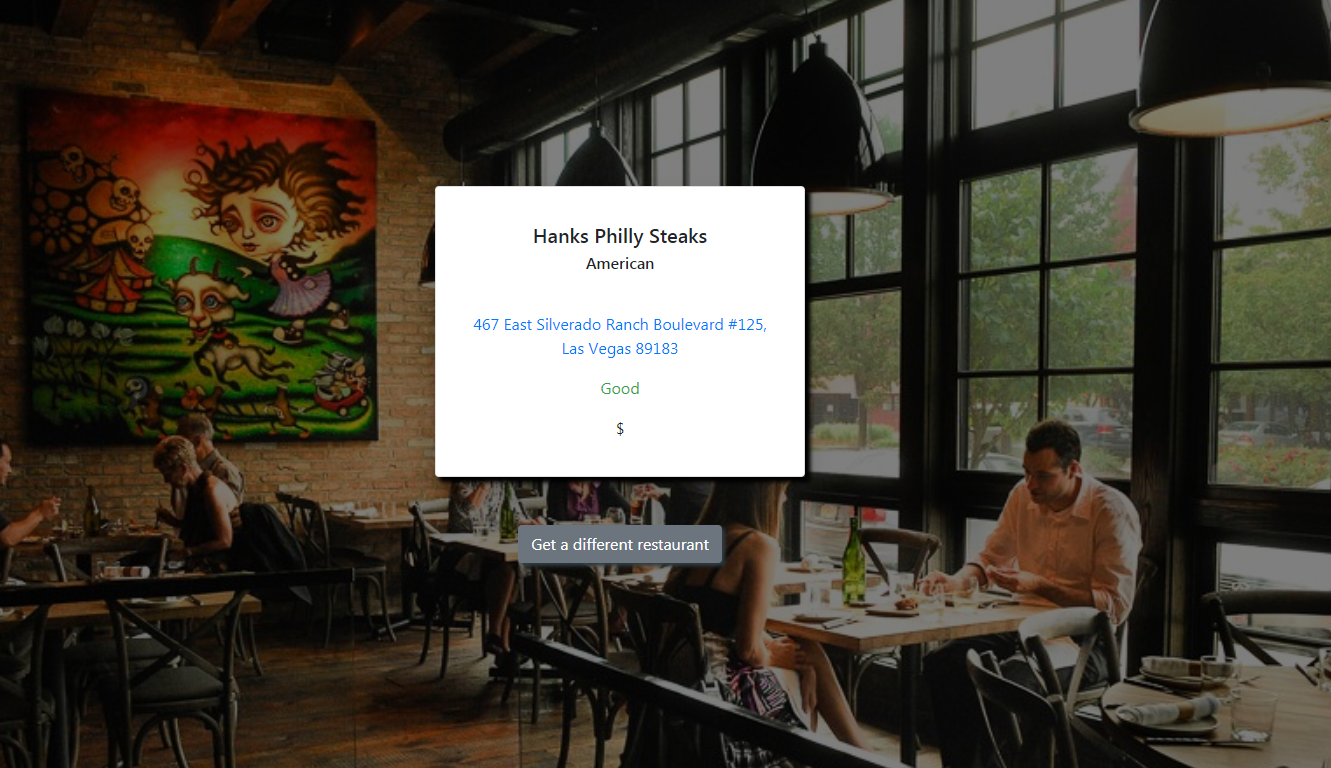 Hanks Philly Steaks
American
467 East Silverado Ranch Boulevard #125,
Las Vegas 89183
Good
$
Get a different restaurant